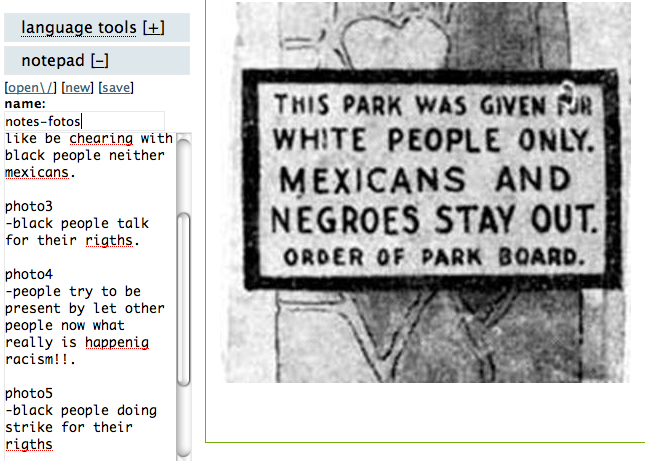 language tools [+]
notepad [–]
[open\/] [new] [save]
name:
notes-fotos
like be chearing with
black people neither
mexicans.
photo3
-black people talk
for their rigths.
photo4
-people try to be
present by let other
people now what
really is happenig
racism!!.
photo5
-black people doing
strike for their
rigths
THIS PARK WAS GIVEN FOR
WHITE PEOPLE ONLY.
MEXICANS AND
NEGROES STAY OUT.
ORDER OF PARK BOARD.